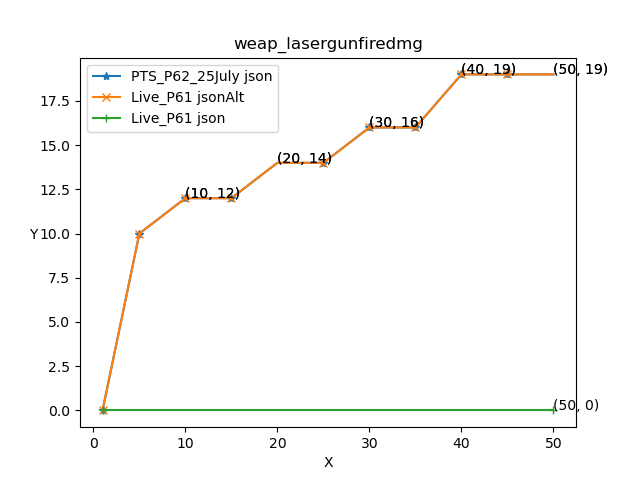 weap_lasergunfiredmg
PTS_P62_25July json
Live_P61 jsonAlt
Live_P61 json
(40, 19)
(50, 19)
(30, 16)
(20, 14)
(10, 12)
(50, 0)
17.5
15.0
12.5
10.0
7.5
5.0
2.5
0.0
Y
0 10 20 30 40 50
X